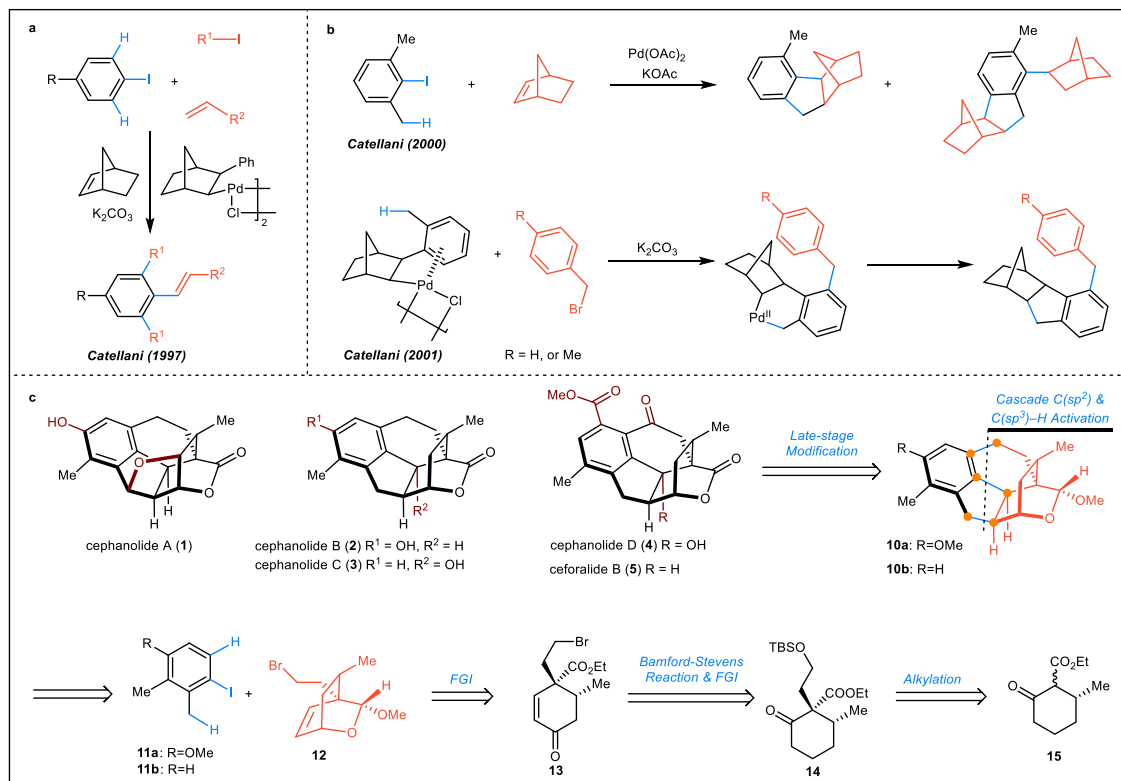 a
H
R¹—I
R
I
+
H
R²
Ph
Pd
Cl
2
K₂CO₃
R¹
R²
R
R¹
Catellani (1997)
b
Me
I
H
+
Catellani (2000)
Pd(OAc)₂
KOAc
Me
+
Me
H
Pd
Cl
Catellani (2001)
+
R
Br
R = H, or Me
K₂CO₃
R
Pd^II
R
c
HO
Me
Me
O
O
O
H
H
cephanolide A (1)
R¹
Me
Me
O
O
H
R²
cephanolide B (2) R¹ = OH, R² = H
cephanolide C (3) R¹ = H, R² = OH
MeO
O
O
Me
Me
O
O
H
R
cephanolide D (4) R = OH
ceforalide B (5) R = H
Late-stage
Modification
Cascade C(sp²) &
C(sp³)–H Activation
R
Me
Me
H
OMe
O
H
H
10a: R=OMe
10b: R=H
R
H
Me
I
H
11a: R=OMe
11b: R=H
+
Br
Me
H
OMe
O
12
FGI
Br
CO₂Et
Me
O
13
Bamford-Stevens
Reaction & FGI
TBSO
COOEt
O
Me
14
Alkylation
CO₂Et
O
Me
15